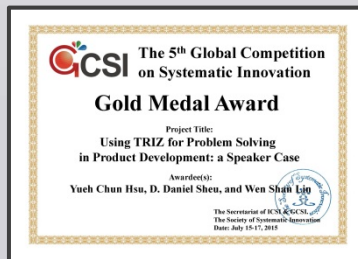 GCSI
The 5th Global Competition
on Systematic Innovation
Gold Medal Award
Project Title:
Using TRIZ for Problem Solving
in Product Development: a Speaker Case
Awardee(s):
Yueh Chun Hsu, D. Daniel Sheu, and Wen Shan Lin
The Secretariat of ICSI & GCSI,
The Society of Systematic Innovation
Date: July 15-17, 2015